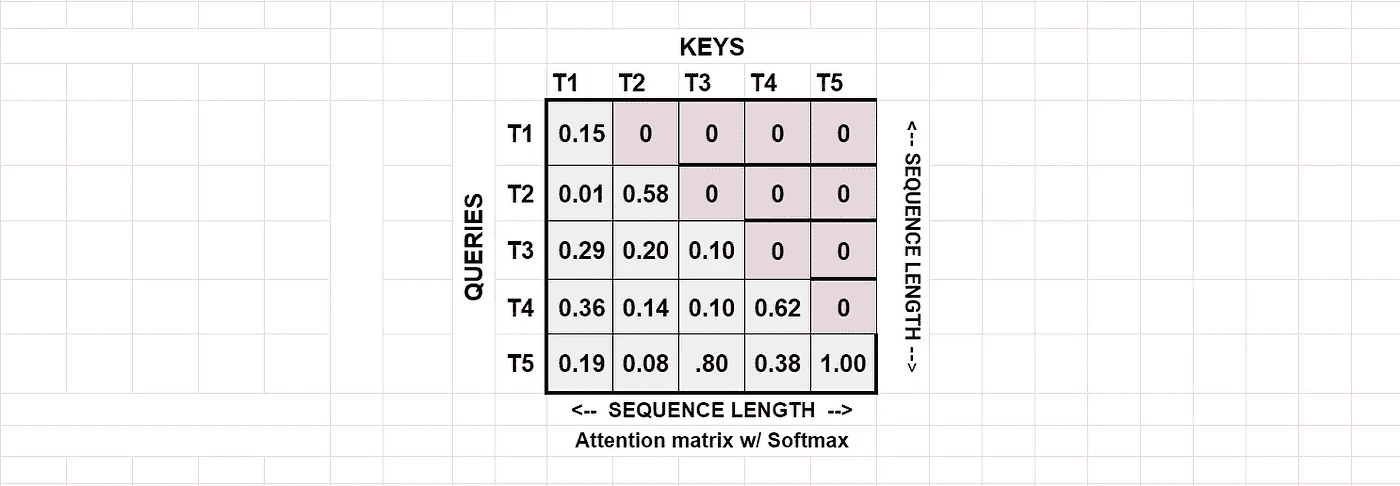 KEYS
T1 T2 T3 T4 T5
T1 0.15 0 0 0 0
T2 0.01 0.58 0 0 0
T3 0.29 0.20 0.10 0 0
T4 0.36 0.14 0.10 0.62 0
T5 0.19 0.08 .80 0.38 1.00
QUERIES
<-- SEQUENCE LENGTH -->
<-- SEQUENCE LENGTH -->
Attention matrix w/ Softmax